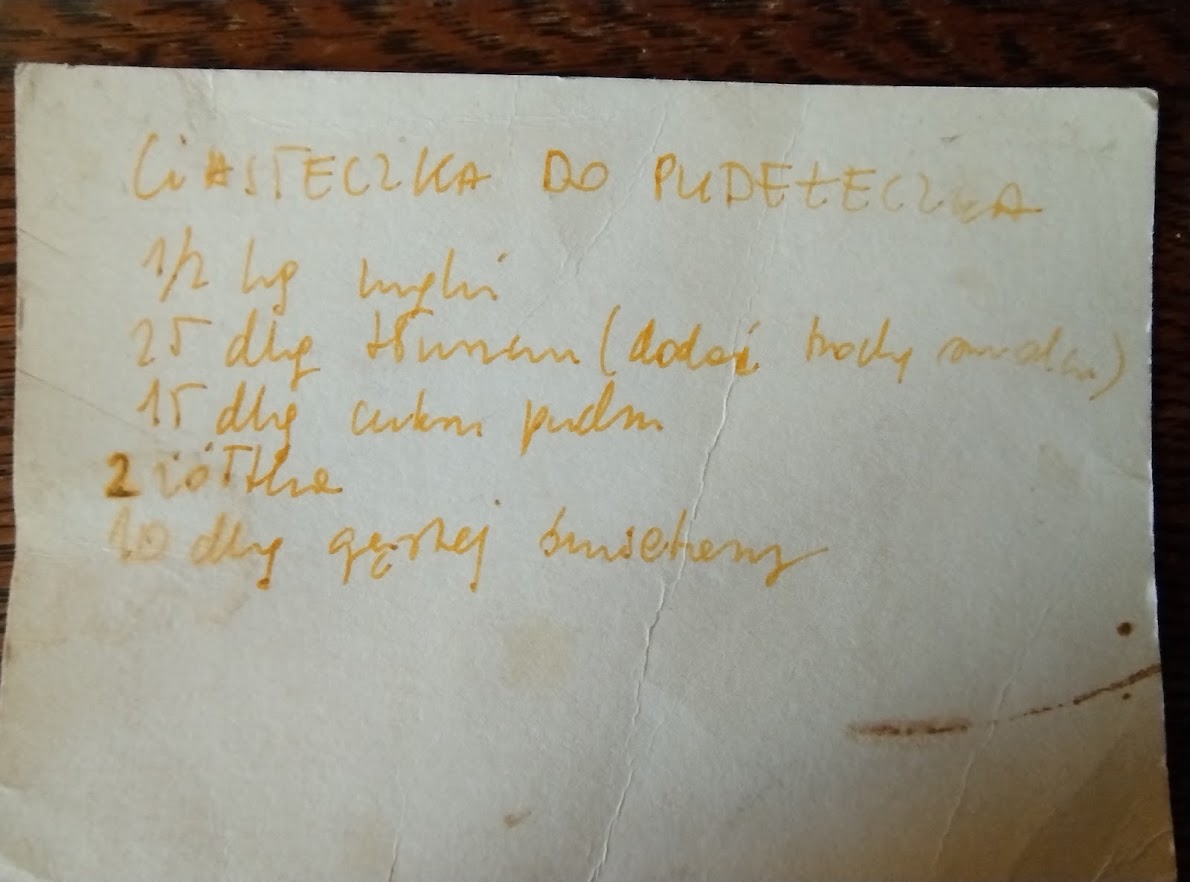 CIASTECZKA DO PUDEŁECZKA
1/2 kg mąki
25 dkg tłuszczu (dodać trochę smalcu)
15 dkg cukru pudru
2 żółtka
10 dkg gęstej śmietany